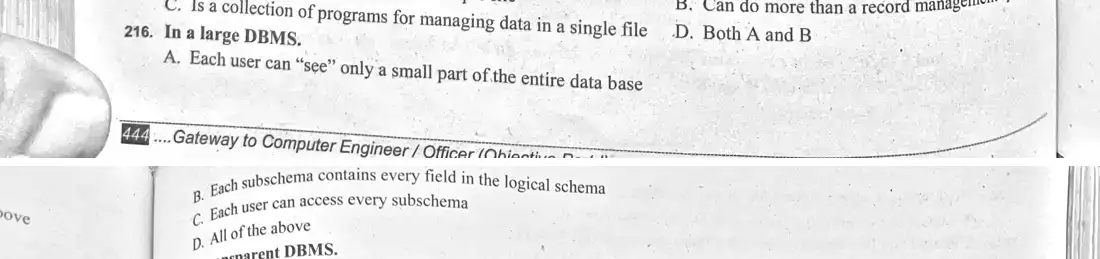 C. Is a collection of programs for managing data in a single file
B. Can do more than a record
D. Both A and B
216. In a large DBMS.
A. Each user can “see” only a small part of the entire data base
444 ....Gateway to Computer Engineer / Officer
B. Each subschema contains every field in the logical schema
C. Each user can access every subschema
D. All of the above
DBMS.